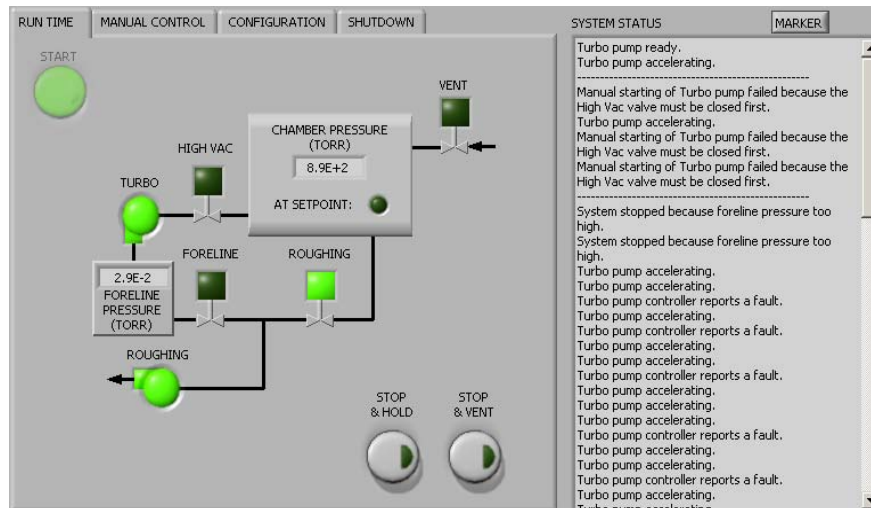 RUN TIME
MANUAL CONTROL
CONFIGURATION
SHUTDOWN
START
VENT
CHAMBER PRESSURE
(TORR)
8.9E+2
AT SETPOINT:
HIGH VAC
TURBO
2.9E-2
FORELINE
PRESSURE
(TORR)
FORELINE
ROUGHING
ROUGHING
STOP
& HOLD
STOP
& VENT
SYSTEM STATUS
MARKER
Turbo pump ready.
Turbo pump accelerating.
--------------------------------------------------
Manual starting of Turbo pump failed because the
High Vac valve must be closed first.
Turbo pump accelerating.
Manual starting of Turbo pump failed because the
High Vac valve must be closed first.
Manual starting of Turbo pump failed because the
High Vac valve must be closed first.
--------------------------------------------------
System stopped because foreline pressure too
high.
System stopped because foreline pressure too
high.
Turbo pump accelerating.
Turbo pump accelerating.
Turbo pump controller reports a fault.
Turbo pump accelerating.
Turbo pump controller reports a fault.
Turbo pump accelerating.
Turbo pump accelerating.
Turbo pump controller reports a fault.
Turbo pump accelerating.
Turbo pump accelerating.
Turbo pump accelerating.
Turbo pump controller reports a fault.
Turbo pump accelerating.
Turbo pump accelerating.
Turbo pump controller reports a fault.
Turbo pump accelerating.